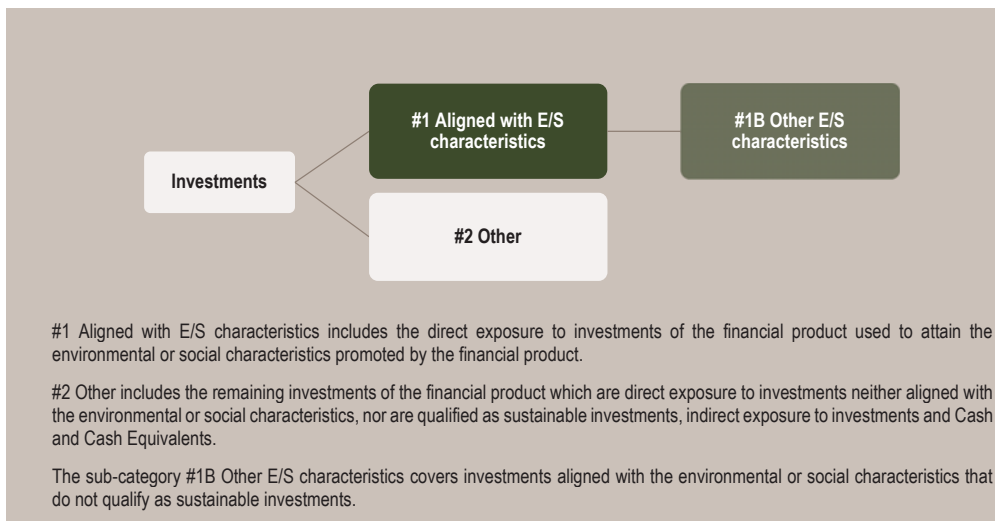 #1 Aligned with E/S
characteristics
#1B Other E/S
characteristics
Investments
#2 Other
#1 Aligned with E/S characteristics includes the direct exposure to investments of the financial product used to attain the
environmental or social characteristics promoted by the financial product.
#2 Other includes the remaining investments of the financial product which are direct exposure to investments neither aligned with
the environmental or social characteristics, nor are qualified as sustainable investments, indirect exposure to investments and Cash
and Cash Equivalents.
The sub-category #1B Other E/S characteristics covers investments aligned with the environmental or social characteristics that
do not qualify as sustainable investments.